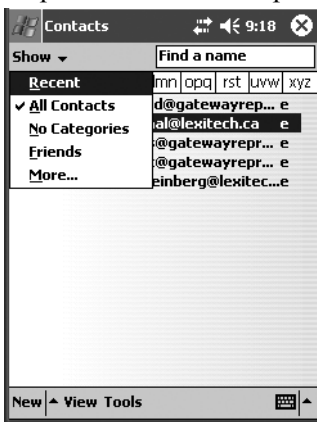 Contacts 9:18
Show Find a name
Recent lmn opq rst uvw xyz
All Contacts d@gatewayrep... e
No Categories al@lexitech.ca e
Friends @gatewayrepr... e
More... @gatewayrepr... e
einberg@lexitec... e
New View Tools